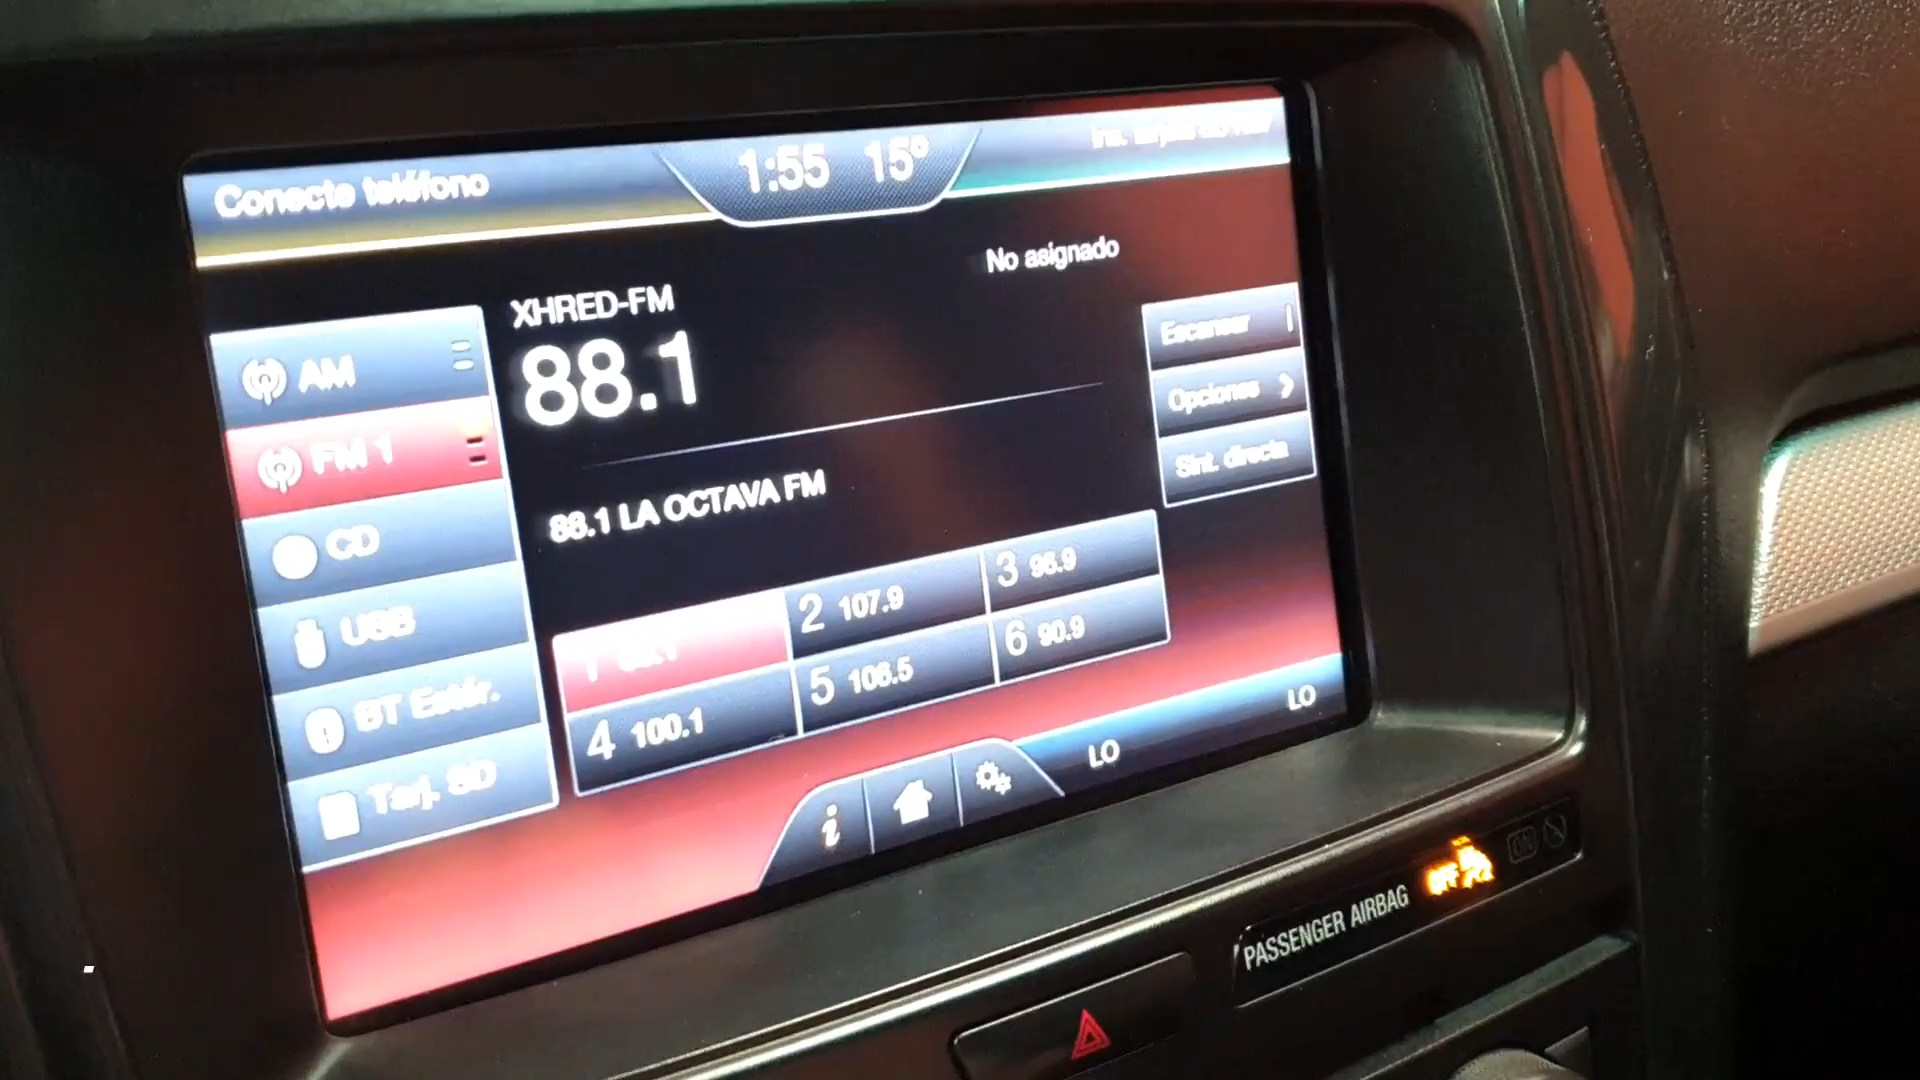 Conecte teléfono
1:55 15°
No asignado
XHRED-FM
88.1
AM
FM 1
CD
USB
BT Estér.
Tarj. SD
Escanear
Opciones
Sint. directa
88.1 LA OCTAVA FM
2 107.9
3 96.9
4 100.1
5 106.5
6 90.9
i
LO
LO
PASSENGER AIRBAG
OFF
ON